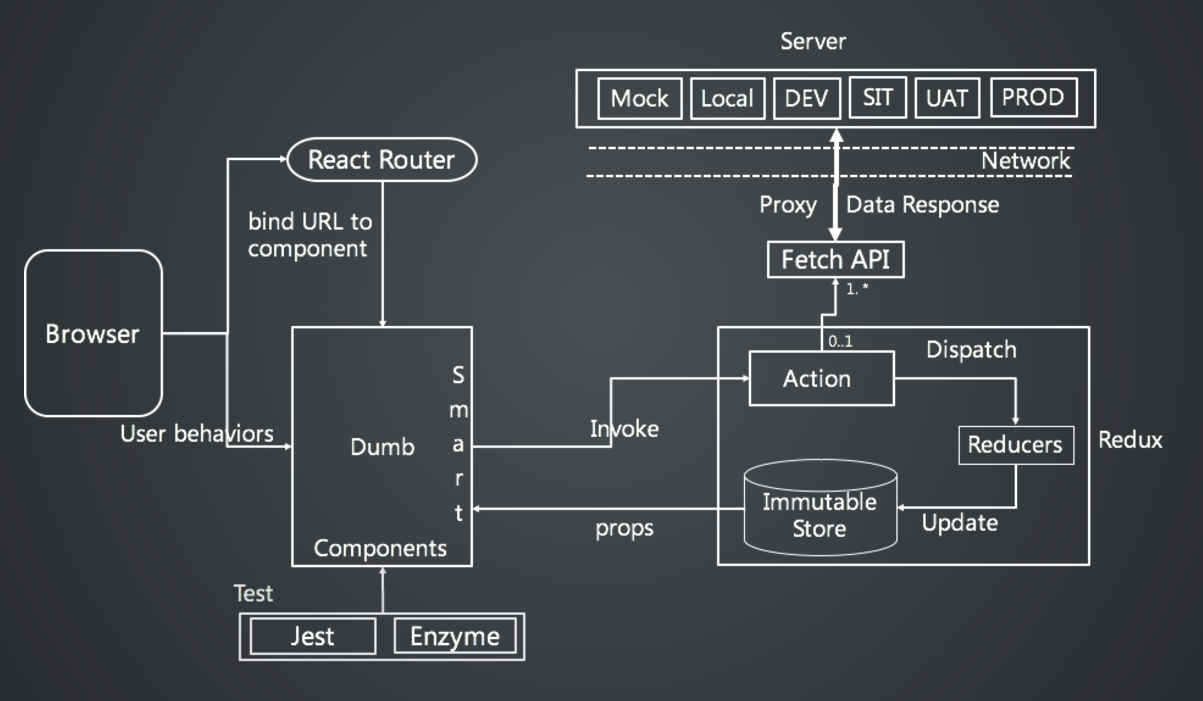 Server
Mock
Local
DEV
SIT
UAT
PROD
Network
React Router
bind URL to
component
Proxy
Data Response
Fetch API
1. *
0..1
Browser
User behaviors
Dumb
Smart
Components
Invoke
props
Action
Dispatch
Reducers
Redux
Immutable
Store
Update
Test
Jest
Enzyme